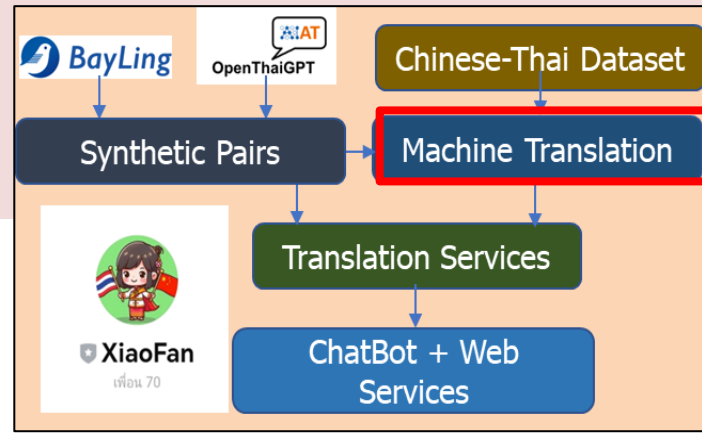 BayLing
AIAT
OpenThaiGPT
Chinese-Thai Dataset
Synthetic Pairs
Machine Translation
Translation Services
XiaoFan
เพื่อน 70
ChatBot + Web
Services